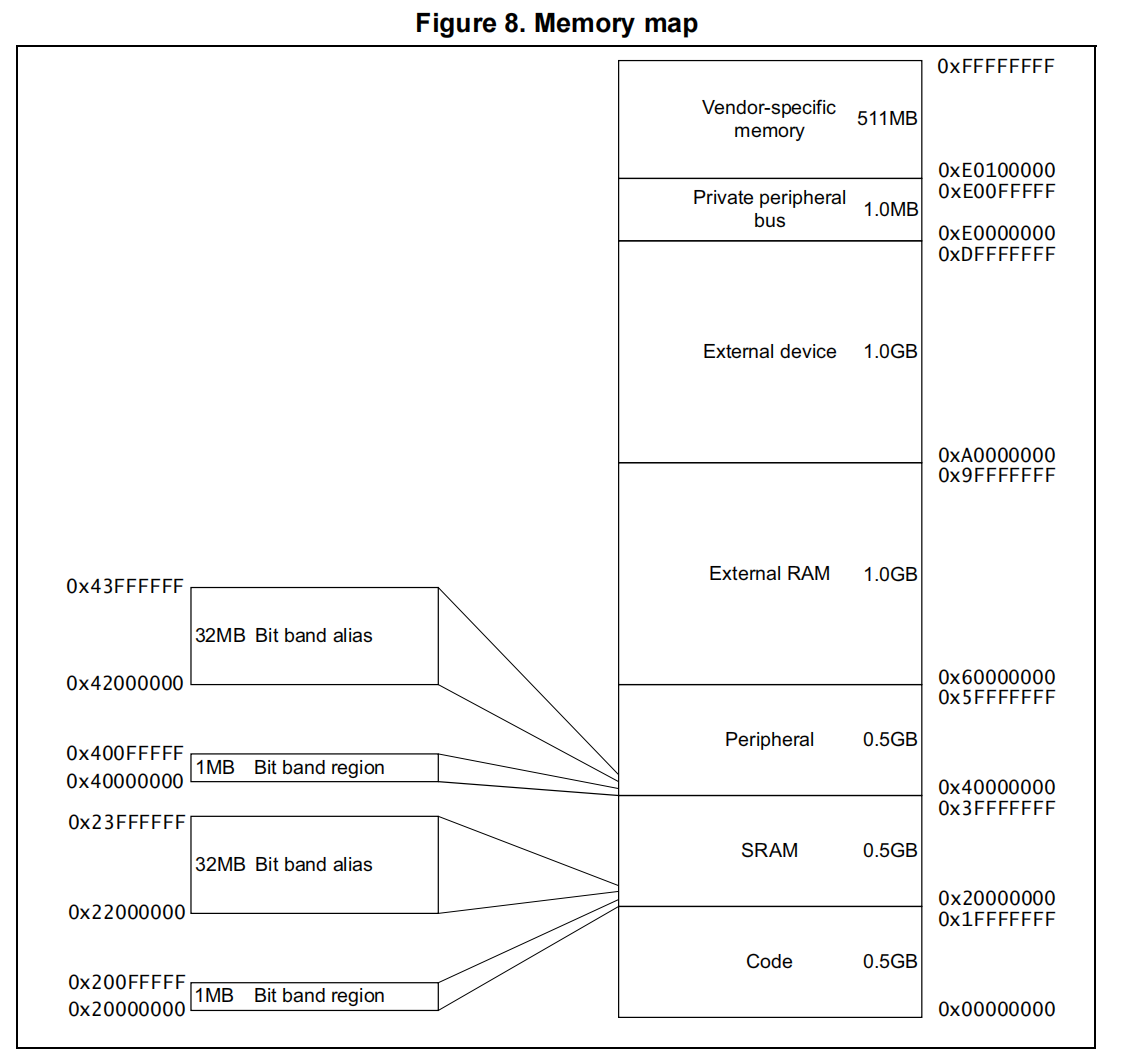 Figure 8. Memory map
0xFFFFFFFF
Vendor-specific
memory
511MB
0xE0100000
0xE00FFFFF
Private peripheral
bus
1.0MB
0xE0000000
0xDFFFFFFF
External device 1.0GB
0xA0000000
0x9FFFFFFF
External RAM 1.0GB
0x43FFFFFF
32MB Bit band alias
0x42000000
0x60000000
0x5FFFFFFF
Peripheral 0.5GB
0x400FFFFF
1MB Bit band region
0x40000000
0x40000000
0x3FFFFFFF
0x23FFFFFF
32MB Bit band alias
0x22000000
SRAM 0.5GB
0x20000000
0x1FFFFFFF
Code 0.5GB
0x200FFFFF
1MB Bit band region
0x20000000
0x00000000